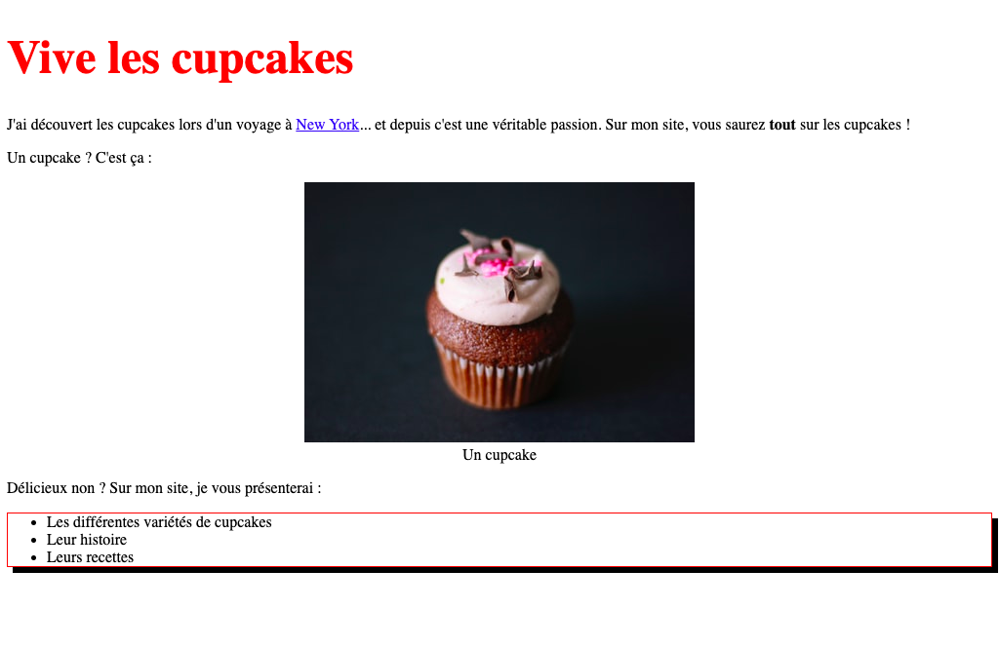 Vive les cupcakes
J'ai découvert les cupcakes lors d'un voyage à New York... et depuis c'est une véritable passion. Sur mon site, vous saurez tout sur les cupcakes !
Un cupcake ? C'est ça :
Un cupcake
Délicieux non ? Sur mon site, je vous présenterai :
• Les différentes variétés de cupcakes
• Leur histoire
• Leurs recettes